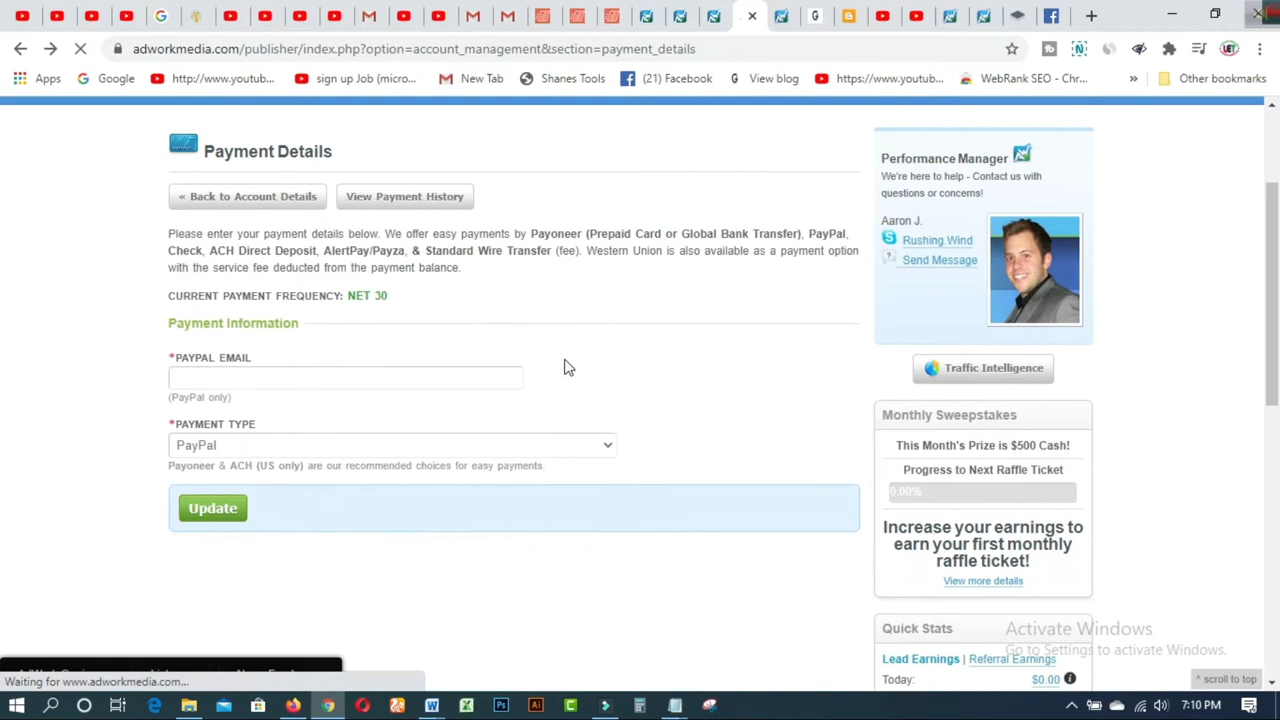 adworkmedia.com/publisher/index.php?option=account_management&section=payment_details
Apps
Google
http://www.youtub...
sign up Job (micro...
New Tab
Shanes Tools
(21) Facebook
View blog
https://www.youtu...
WebRank SEO - Chr...
»
Other bookmarks
Payment Details
« Back to Account Details
View Payment History
Please enter your payment details below. We offer easy payments by Payoneer (Prepaid Card or Global Bank Transfer), PayPal,
Check, ACH Direct Deposit, AlertPay/Payza, & Standard Wire Transfer (fee). Western Union is also available as a payment option
with the service fee deducted from the payment balance.
CURRENT PAYMENT FREQUENCY: NET 30
Payment Information
*PAYPAL EMAIL
(PayPal only)
*PAYMENT TYPE
PayPal
Payoneer & ACH (US only) are our recommended choices for easy payments.
Update
Performance Manager
We're here to help - Contact us with
questions or concerns!
Aaron J.
Rushing.Wind
Send Message
Traffic Intelligence
Monthly Sweepstakes
This Month's Prize is $500 Cash!
Progress to Next Raffle Ticket
0.00%
Increase your earnings to
earn your first monthly
raffle ticket!
View more details
Quick Stats
Lead Earnings | Referral Earnings
Today: $0.00
^ scroll to top
Activate Windows
Go to Settings to activate Windows.
Waiting for www.adworkmedia.com...
7:10 PM